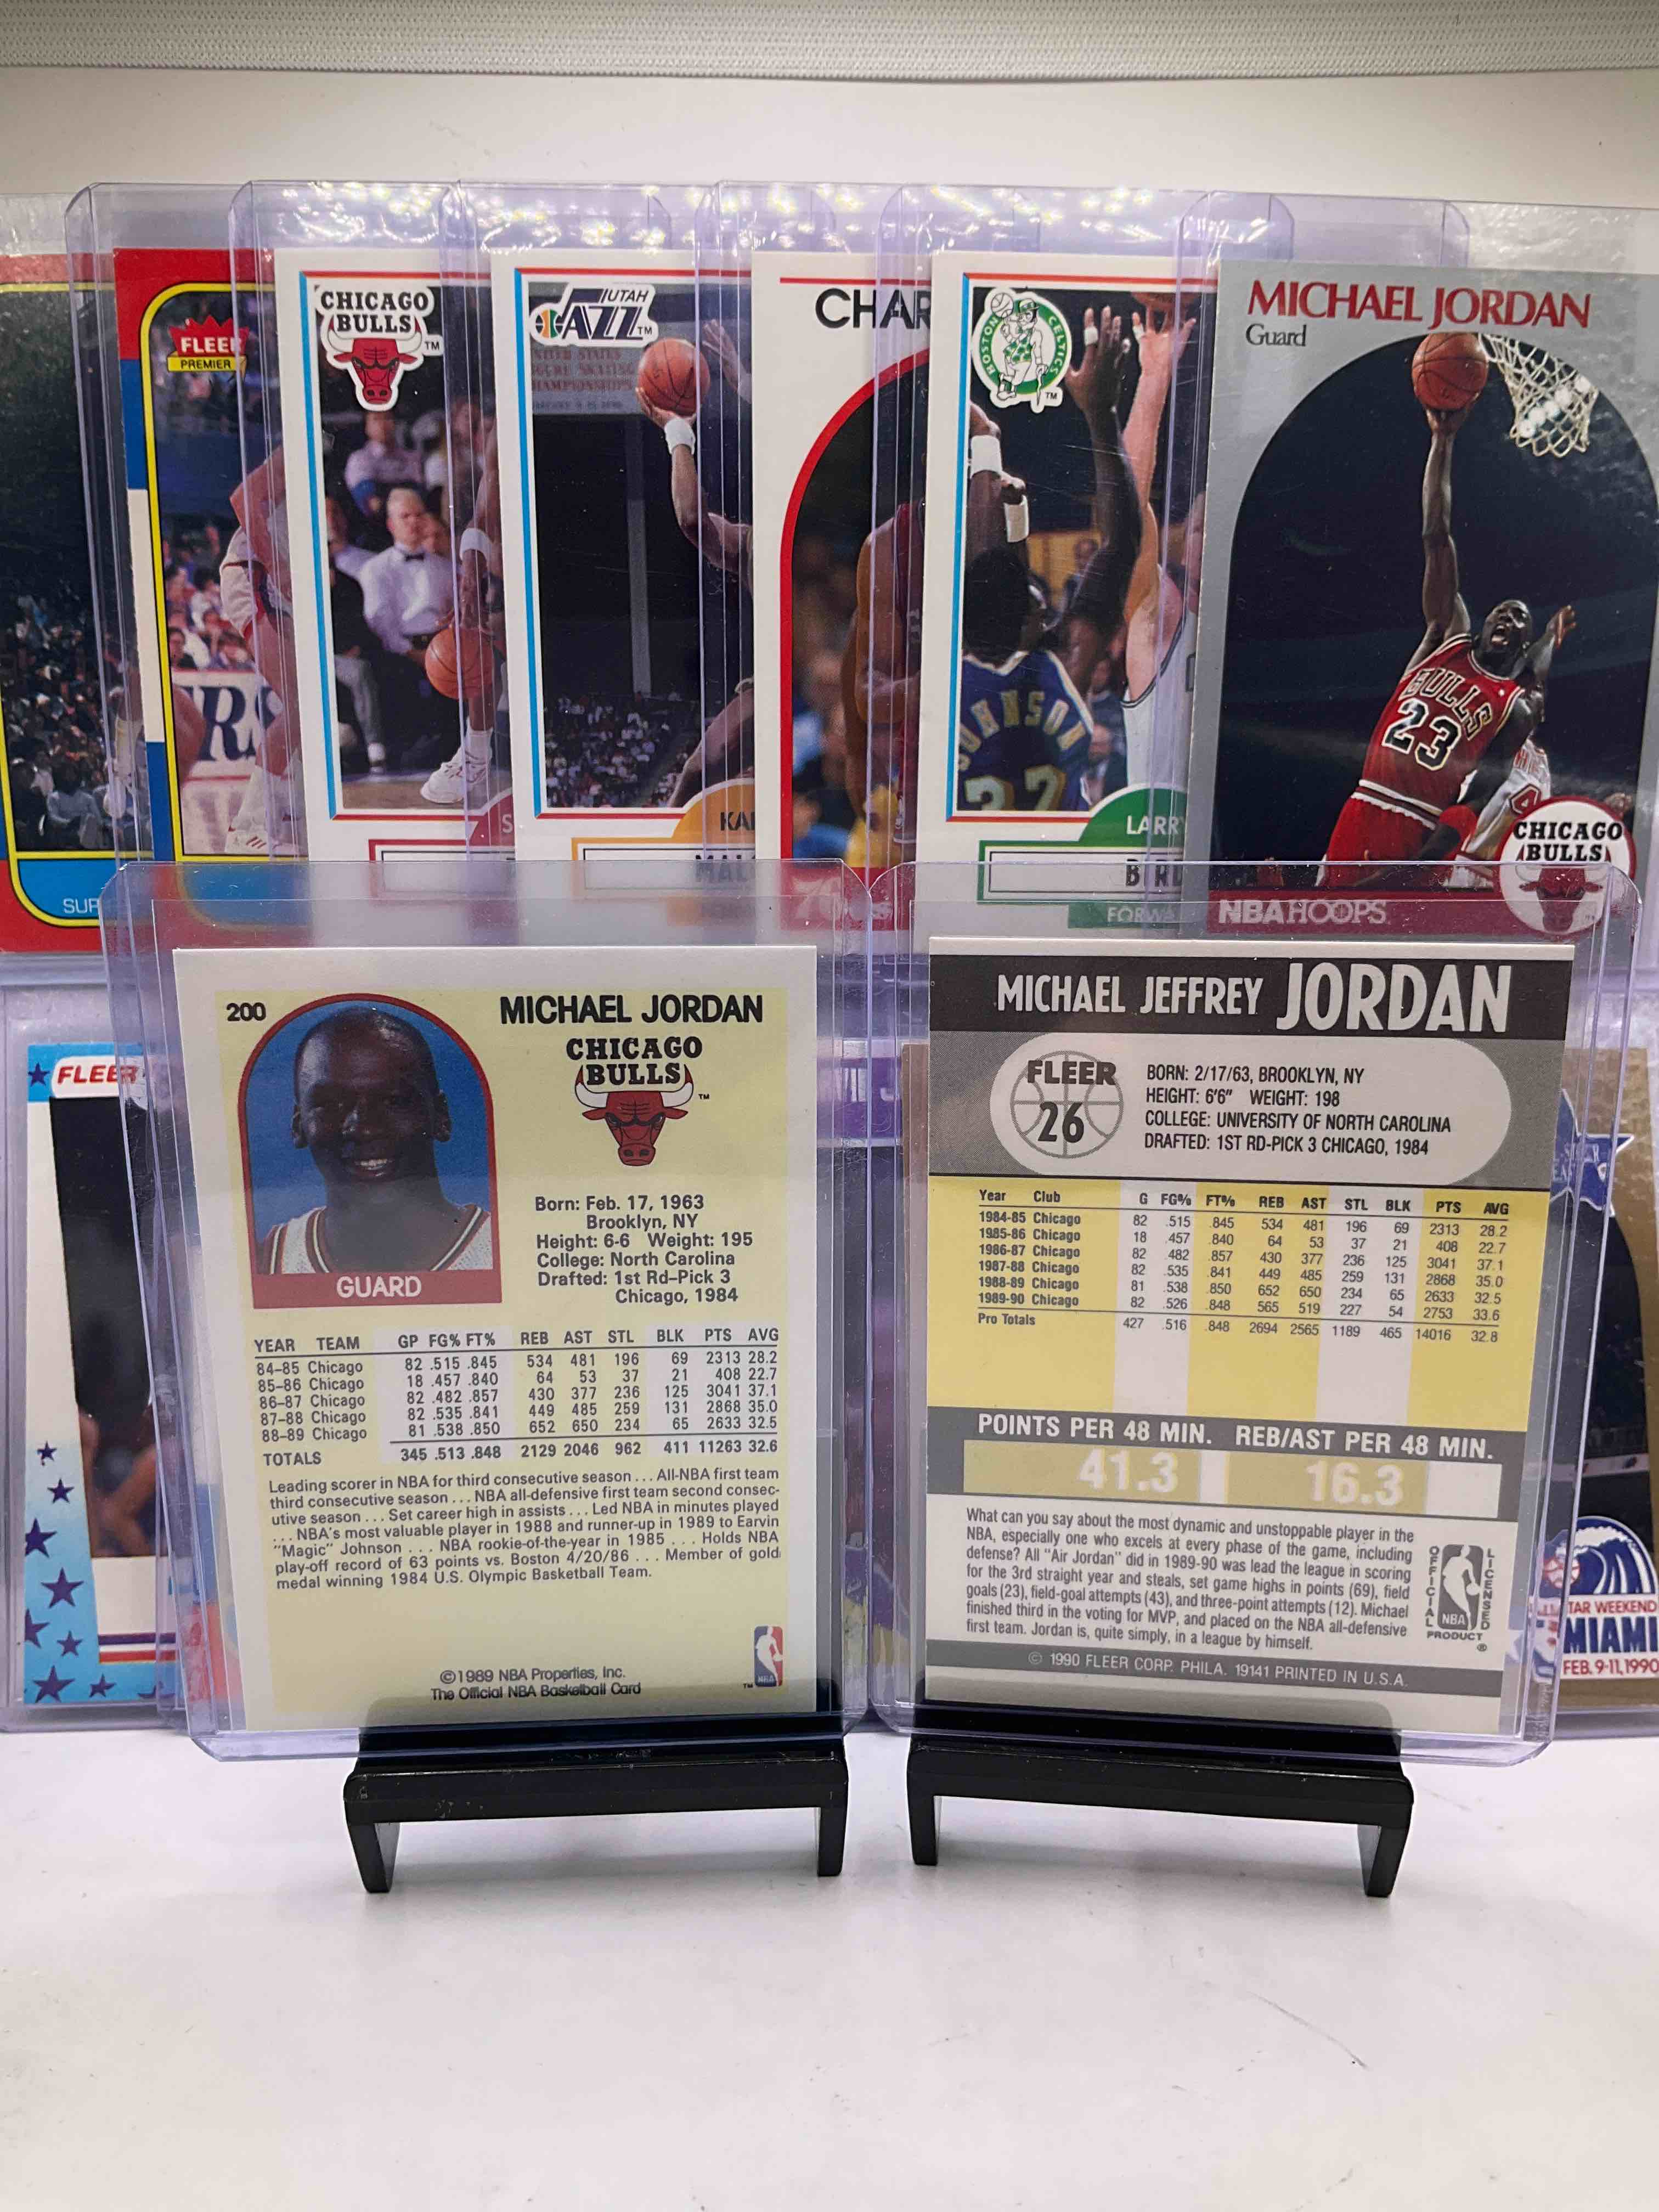 FLEER
PREMIER
CHICAGO
BULLS
TM
UTAH
JAZZ
TM
UNITED STATES
FIGURE SKATING
CHAMPIONSHIPS
CHAR
BOSTON CELTICS
TM
JOHNSON
32
MICHAEL JORDAN
Guard
BULLS
23
CHICAGO
BULLS
NBA HOOPS
SUP
S
KAR
MAL
LARRY
BIRD
FORWA
FLEER
200
MICHAEL JORDAN
CHICAGO
BULLS
TM
Born: Feb. 17, 1963
Brooklyn, NY
Height: 6-6 Weight: 195
College: North Carolina
Drafted: 1st Rd–Pick 3
Chicago, 1984
GUARD
YEAR TEAM GP FG% FT% REB AST STL BLK PTS AVG
84–85 Chicago 82 .515 .845 534 481 196 69 2313 28.2
85–86 Chicago 18 .457 .840 64 53 37 21 408 22.7
86–87 Chicago 82 .482 .857 430 377 236 125 3041 37.1
87–88 Chicago 82 .535 .841 449 485 259 131 2868 35.0
88–89 Chicago 81 .538 .850 652 650 234 65 2633 32.5
TOTALS 345 .513 .848 2129 2046 962 411 11263 32.6
Leading scorer in NBA for third consecutive season . . . All-NBA first team
third consecutive season . . . NBA all-defensive first team second consec-
utive season . . . Set career high in assists . . . Led NBA in minutes played
. . . NBA's most valuable player in 1988 and runner-up in 1989 to Earvin
"Magic" Johnson . . . NBA rookie-of-the-year in 1985 . . . Holds NBA
play-off record of 63 points vs. Boston 4/20/86 . . . Member of gold
medal winning 1984 U.S. Olympic Basketball Team.
©1989 NBA Properties, Inc.
The Official NBA Basketball Card
TM
NBA
MICHAEL JEFFREY JORDAN
FLEER
26
BORN: 2/17/63, BROOKLYN, NY
HEIGHT: 6'6" WEIGHT: 198
COLLEGE: UNIVERSITY OF NORTH CAROLINA
DRAFTED: 1ST RD-PICK 3 CHICAGO, 1984
Year Club G FG% FT% REB AST STL BLK PTS AVG
1984-85 Chicago 82 .515 .845 534 481 196 69 2313 28.2
1985-86 Chicago 18 .457 .840 64 53 37 21 408 22.7
1986-87 Chicago 82 .482 .857 430 377 236 125 3041 37.1
1987-88 Chicago 82 .535 .841 449 485 259 131 2868 35.0
1988-89 Chicago 81 .538 .850 652 650 234 65 2633 32.5
1989-90 Chicago 82 .526 .848 565 519 227 54 2753 33.6
Pro Totals 427 .516 .848 2694 2565 1189 465 14016 32.8
POINTS PER 48 MIN. REB/AST PER 48 MIN.
41.3 16.3
What can you say about the most dynamic and unstoppable player in the
NBA, especially one who excels at every phase of the game, including
defense? All "Air Jordan" did in 1989-90 was lead the league in scoring
for the 3rd straight year and steals, set game highs in points (69), field
goals (23), field-goal attempts (43), and three-point attempts (12). Michael
finished third in the voting for MVP, and placed on the NBA all-defensive
first team. Jordan is, quite simply, in a league by himself.
OFFICIAL
NBA
LICENSED
PRODUCT
®
© 1990 FLEER CORP. PHILA. 19141 PRINTED IN U.S.A.
TAR WEEKEND
MIAMI
FEB. 9-11, 1990